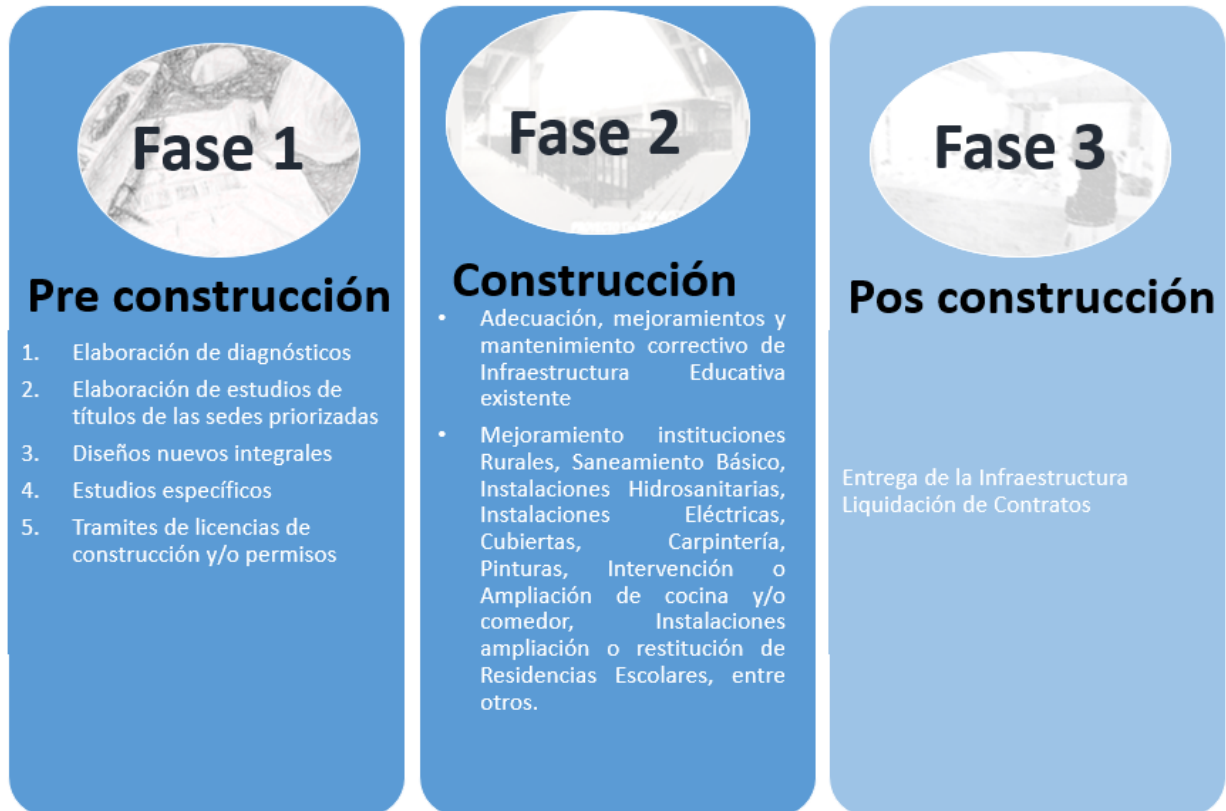 Fase 1
Pre construcción
1. Elaboración de diagnósticos
2. Elaboración de estudios de
títulos de las sedes priorizadas
3. Diseños nuevos integrales
4. Estudios específicos
5. Tramites de licencias de
construcción y/o permisos
Fase 2
Construcción
• Adecuación, mejoramientos y
mantenimiento correctivo de
Infraestructura Educativa
existente
• Mejoramiento instituciones
Rurales, Saneamiento Básico,
Instalaciones Hidrosanitarias,
Instalaciones Eléctricas,
Cubiertas, Carpintería,
Pinturas, Intervención o
Ampliación de cocina y/o
comedor, Instalaciones
ampliación o restitución de
Residencias Escolares, entre
otros.
Fase 3
Pos construcción
Entrega de la Infraestructura
Liquidación de Contratos